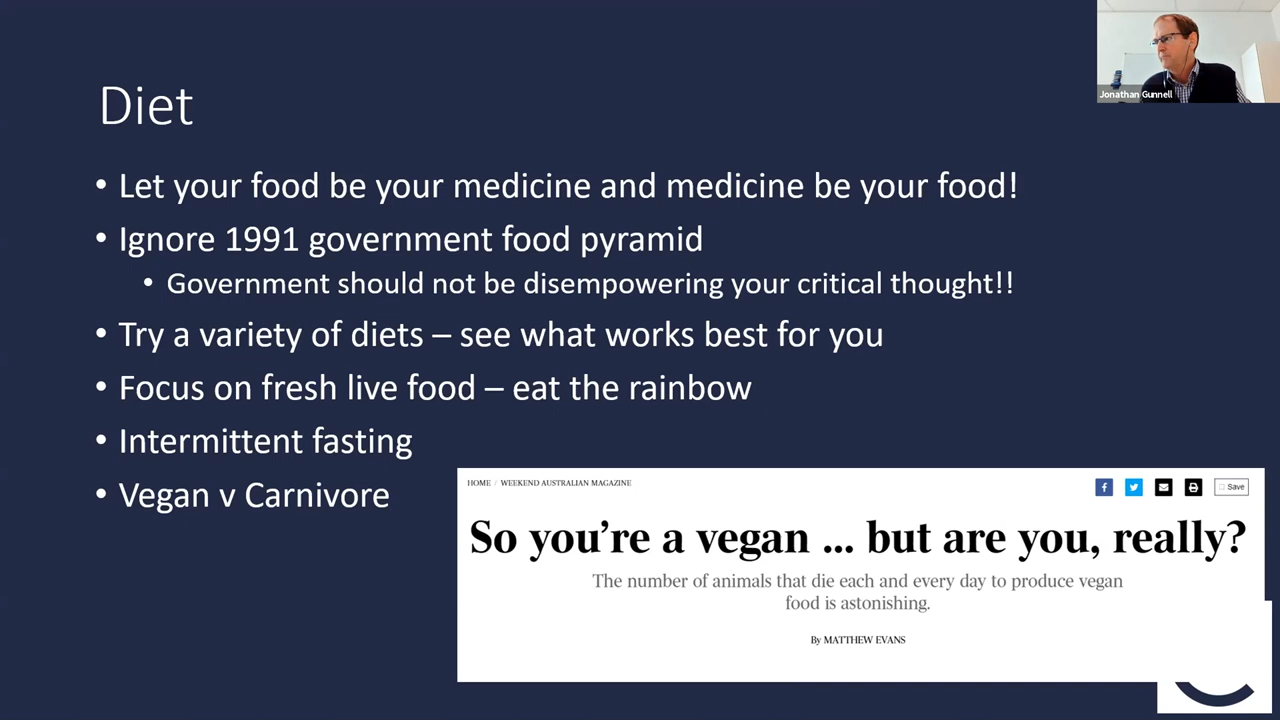 Jonathan Gunnell
Diet
• Let your food be your medicine and medicine be your food!
• Ignore 1991 government food pyramid
• Government should not be disempowering your critical thought!!
• Try a variety of diets – see what works best for you
• Focus on fresh live food – eat the rainbow
• Intermittent fasting
• Vegan v Carnivore
HOME / WEEKEND AUSTRALIAN MAGAZINE
Save
So you're a vegan ... but are you, really?
The number of animals that die each and every day to produce vegan
food is astonishing.
By MATTHEW EVANS